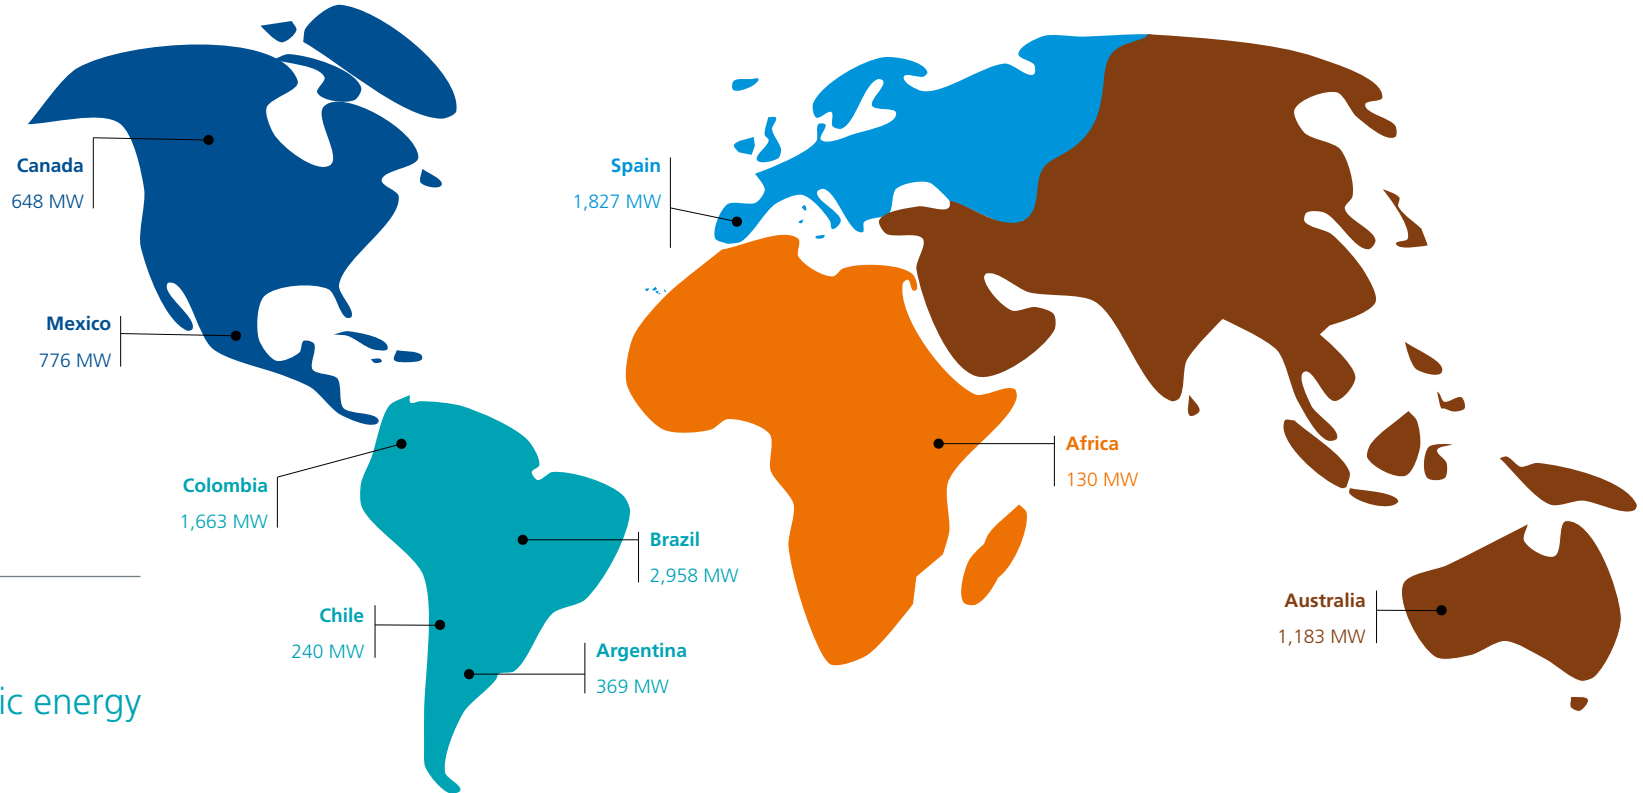 Canada
648 MW
Spain
1,827 MW
Mexico
776 MW
Africa
130 MW
Colombia
1,663 MW
Brazil
2,958 MW
Chile
240 MW
Argentina
369 MW
Australia
1,183 MW
ic energy